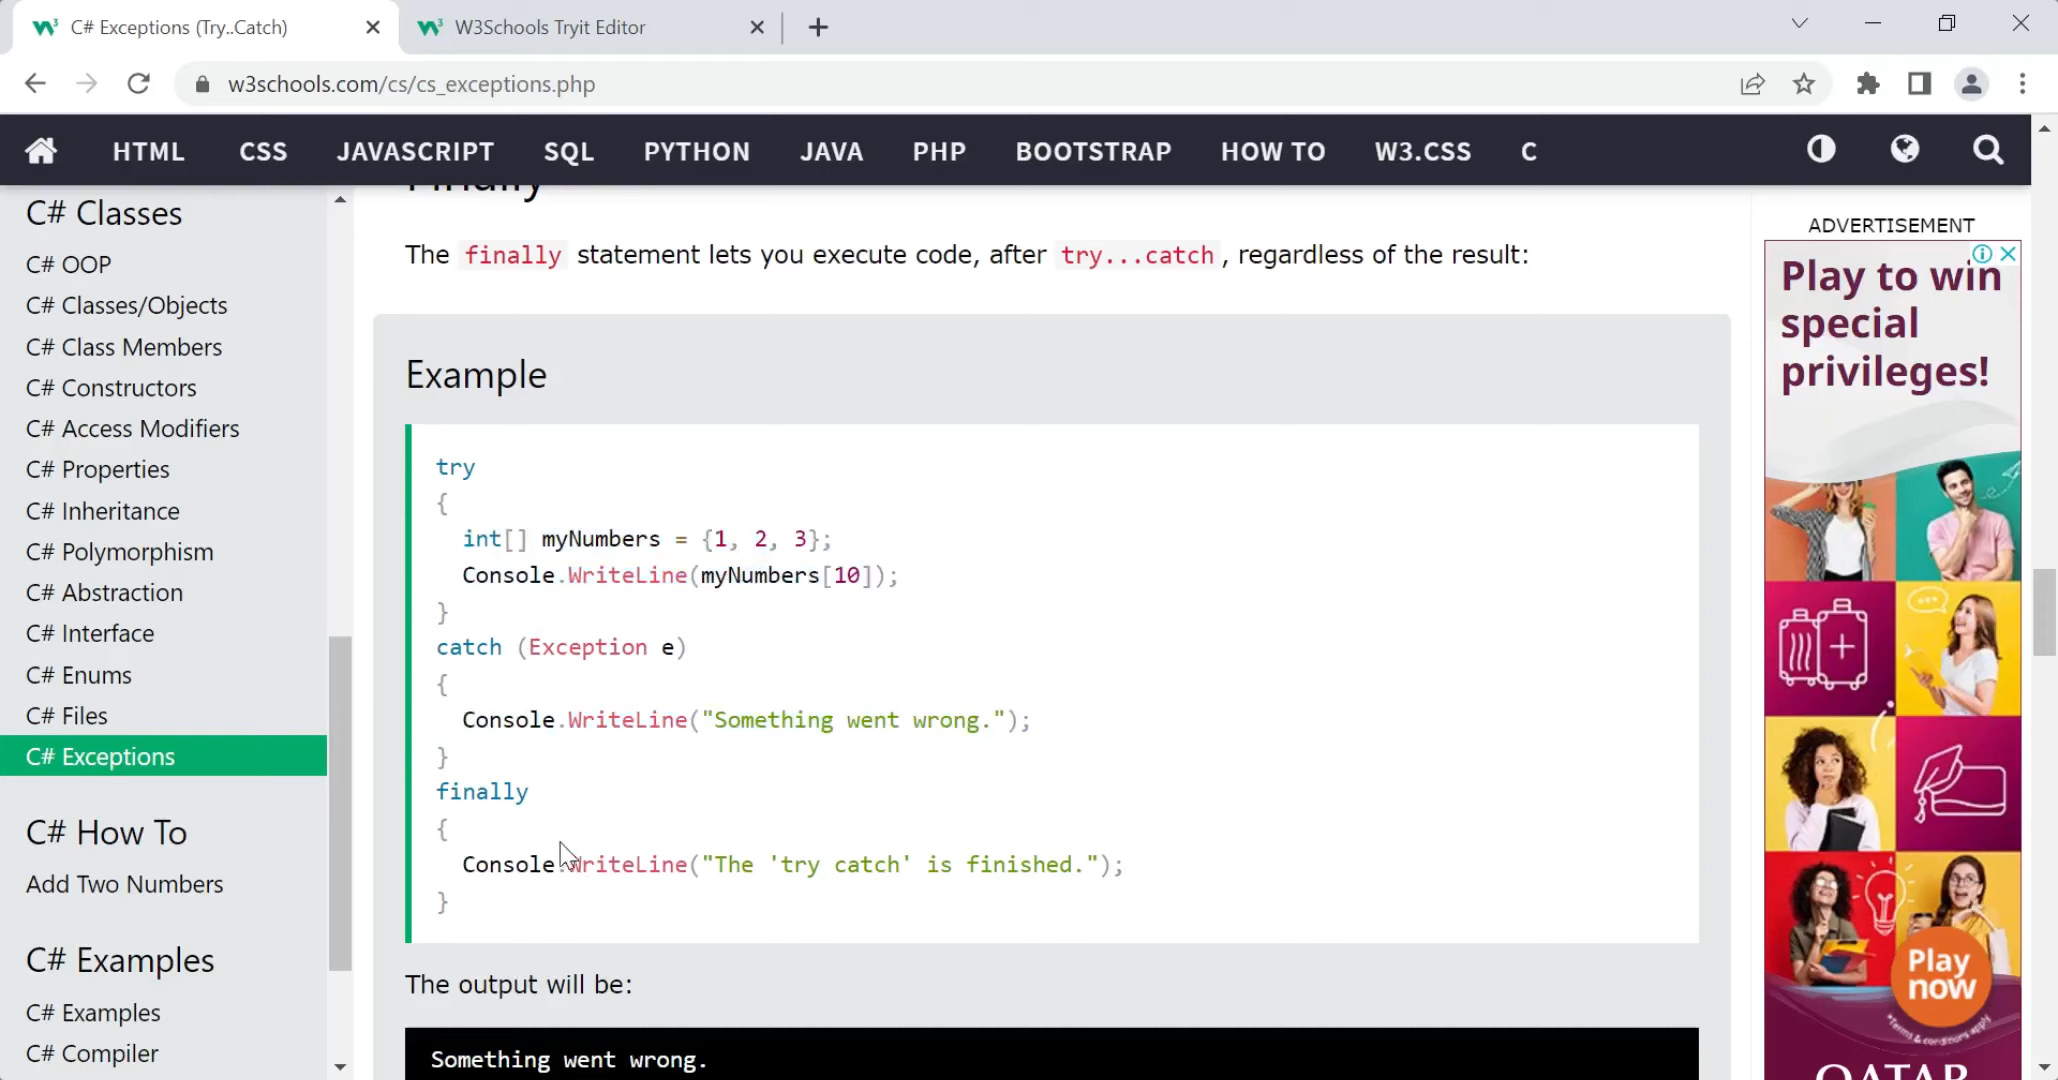 C# Exceptions (Try..Catch)
W3Schools Tryit Editor
w3schools.com/cs/cs_exceptions.php
HTML CSS JAVASCRIPT SQL PYTHON JAVA PHP BOOTSTRAP HOW TO W3.CSS C
C# Classes
C# OOP
C# Classes/Objects
C# Class Members
C# Constructors
C# Access Modifiers
C# Properties
C# Inheritance
C# Polymorphism
C# Abstraction
C# Interface
C# Enums
C# Files
C# Exceptions
C# How To
Add Two Numbers
C# Examples
C# Examples
C# Compiler
Finally
The finally statement lets you execute code, after try...catch, regardless of the result:
Example
try
{
int[] myNumbers = {1, 2, 3};
Console.WriteLine(myNumbers[10]);
}
catch (Exception e)
{
Console.WriteLine("Something went wrong.");
}
finally
{
Console.WriteLine("The 'try catch' is finished.");
}
The output will be:
Something went wrong.
ADVERTISEMENT
Play to win
special
privileges!
Play
now
*Terms & conditions apply
QATAR